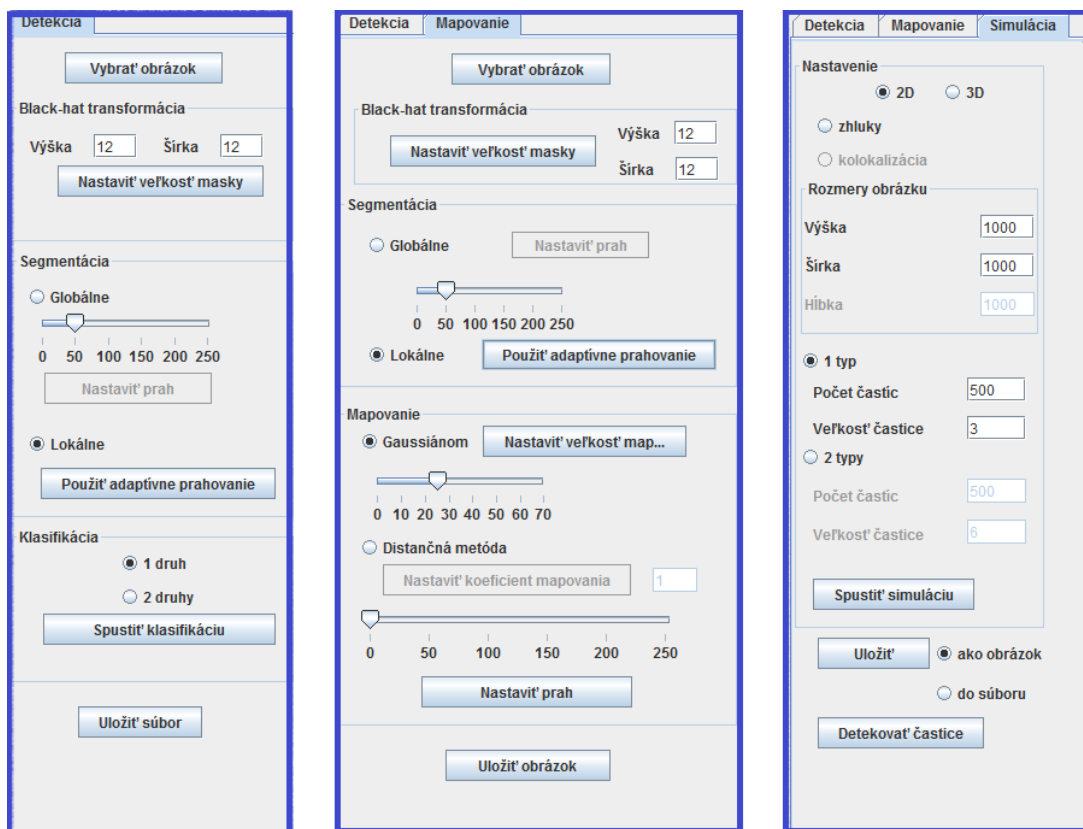 Detekcia
Vybrať obrázok
Black-hat transformácia
Výška 12 Šírka 12
Nastaviť veľkosť masky
Segmentácia
Globálne
0 50 100 150 200 250
Nastaviť prah
Lokálne
Použiť adaptívne prahovanie
Klasifikácia
1 druh
2 druhy
Spustiť klasifikáciu
Uložiť súbor
Detekcia Mapovanie
Vybrať obrázok
Black-hat transformácia
Výška 12
Nastaviť veľkosť masky
Šírka 12
Segmentácia
Globálne Nastaviť prah
0 50 100 150 200 250
Lokálne Použiť adaptívne prahovanie
Mapovanie
Gaussiánom Nastaviť veľkosť map...
0 10 20 30 40 50 60 70
Distančná metóda
Nastaviť koeficient mapovania 1
0 50 100 150 200 250
Nastaviť prah
Uložiť obrázok
Detekcia Mapovanie Simulácia
Nastavenie
2D 3D
zhluky
kolokalizácia
Rozmery obrázku
Výška 1000
Šírka 1000
Hĺbka 1000
1 typ
Počet častíc 500
Veľkosť častice 3
2 typy
Počet častíc 500
Veľkosť častice 6
Spustiť simuláciu
Uložiť ako obrázok
do súboru
Detekovať častice